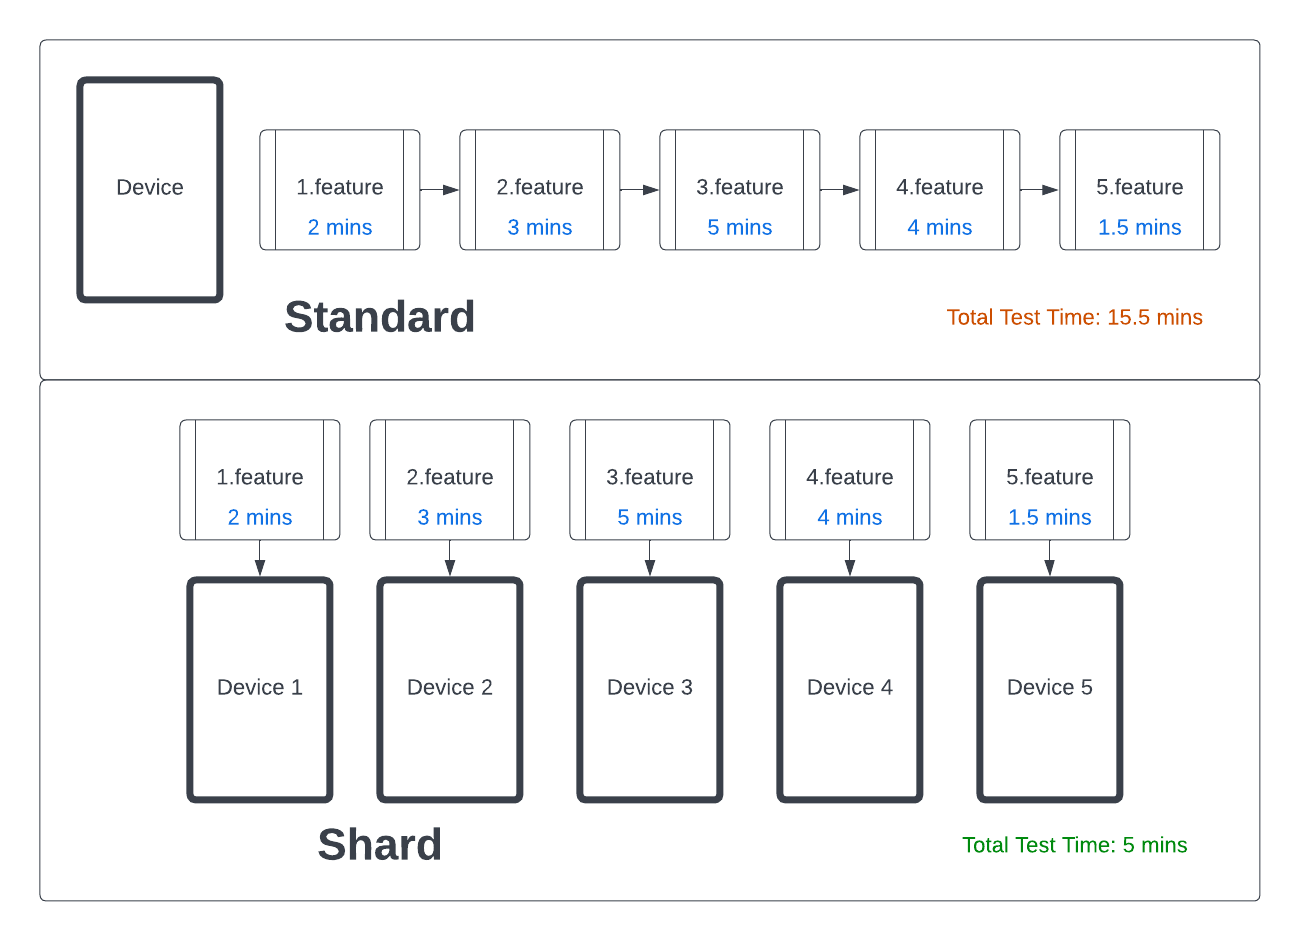 Device
1.feature
2 mins
2.feature
3 mins
3.feature
5 mins
4.feature
4 mins
5.feature
1.5 mins
Standard
Total Test Time: 15.5 mins
1.feature
2 mins
2.feature
3 mins
3.feature
5 mins
4.feature
4 mins
5.feature
1.5 mins
Device 1
Device 2
Device 3
Device 4
Device 5
Shard
Total Test Time: 5 mins